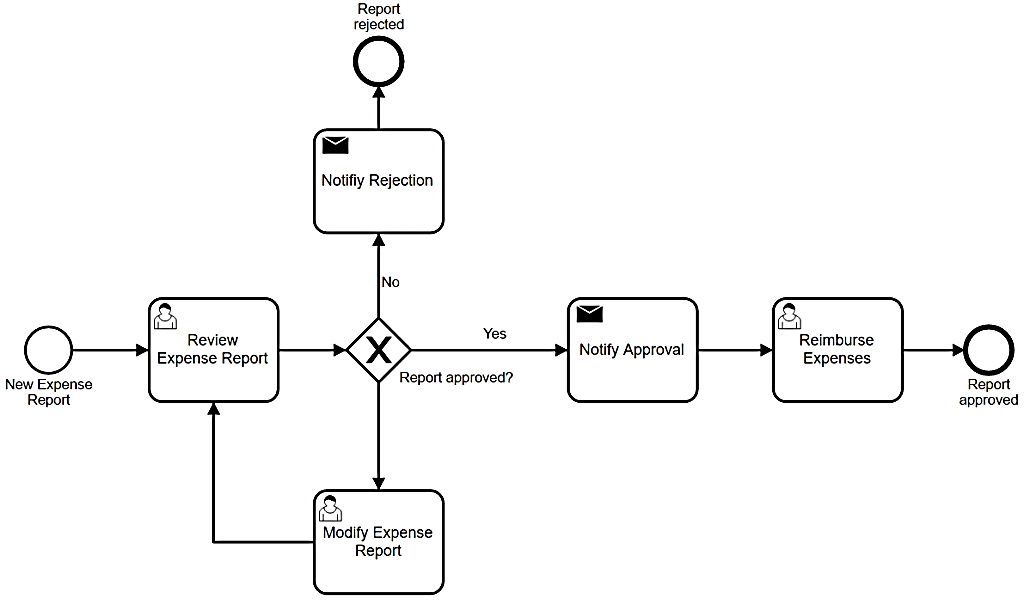 Report
rejected
Notifiy Rejection
No
Review
Expense Report
Yes
Notify Approval
Reimburse
Expenses
Report approved?
New Expense
Report
Report
approved
Modify Expense
Report